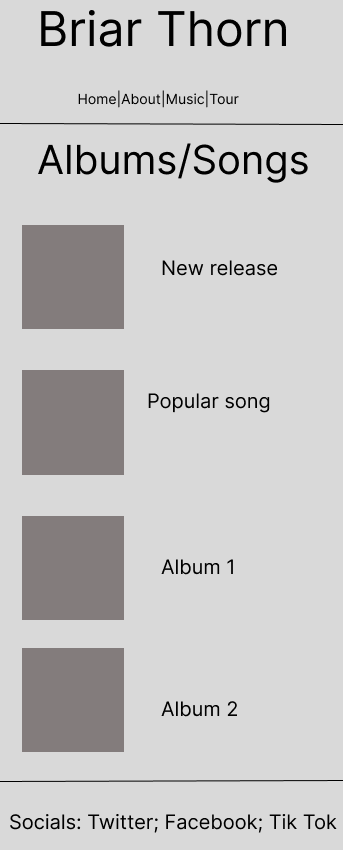 Briar Thorn
Home|About|Music|Tour
Albums/Songs
New release
Popular song
Album 1
Album 2
Socials: Twitter; Facebook; Tik Tok